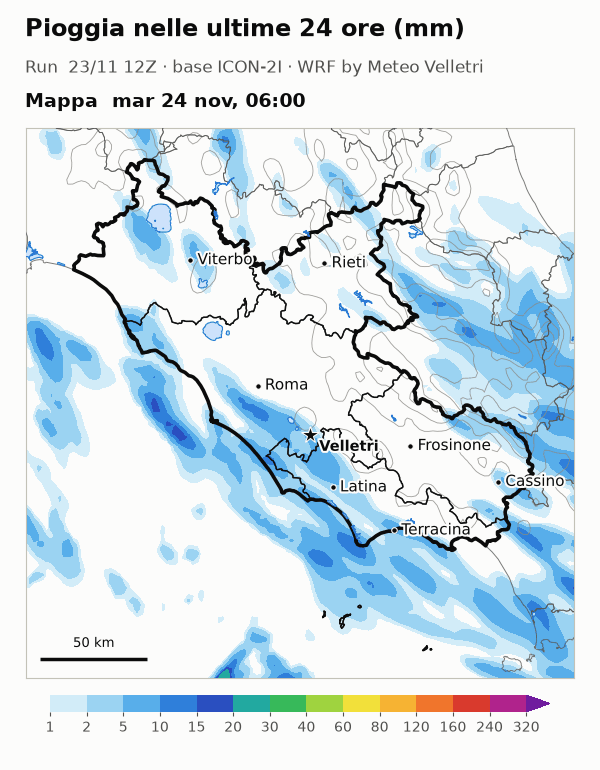 Pioggia nelle ultime 24 ore (mm)
Run  23/11 12Z · base ICON-2I · WRF by Meteo Velletri
Mappa  mar 24 nov, 06:00
Viterbo
Rieti
Roma
Velletri
Frosinone
Latina
Cassino
Terracina
50 km
1 2 5 10 15 20 30 40 60 80 120 160 240 320